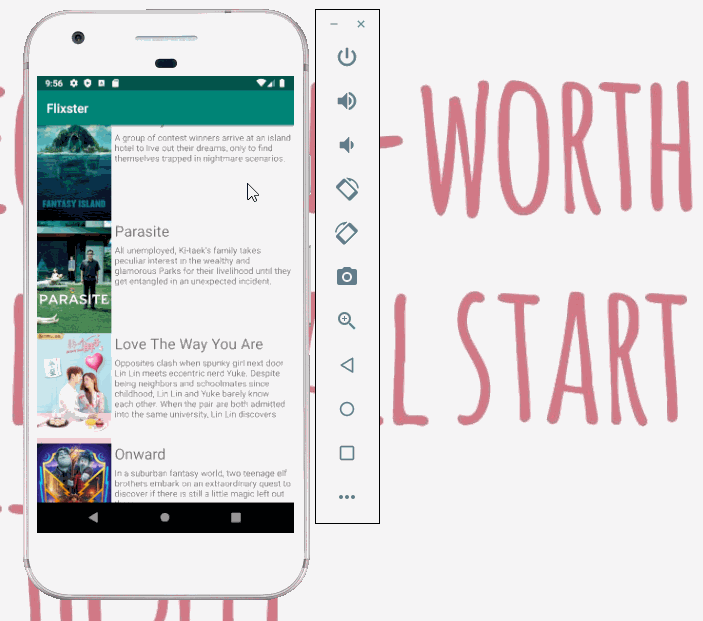 9:56
Flixster
A group of contest winners arrive at an island
hotel to live out their dreams, only to find
themselves trapped in nightmare scenarios.
FANTASY ISLAND
Parasite
All unemployed, Ki-taek's family takes
peculiar interest in the wealthy and
glamorous Parks for their livelihood until they
get entangled in an unexpected incident.
PARASITE
Love The Way You Are
Opposites clash when spunky girl next door
Lin Lin meets eccentric nerd Yuke. Despite
being neighbors and schoolmates since
childhood, Lin Lin and Yuke barely know
each other. When the pair are both admitted
into the same university, Lin Lin discovers
Onward
In a suburban fantasy world, two teenage elf
brothers embark on an extraordinary quest to
discover if there is still a little magic left out
-WORTH
LL START